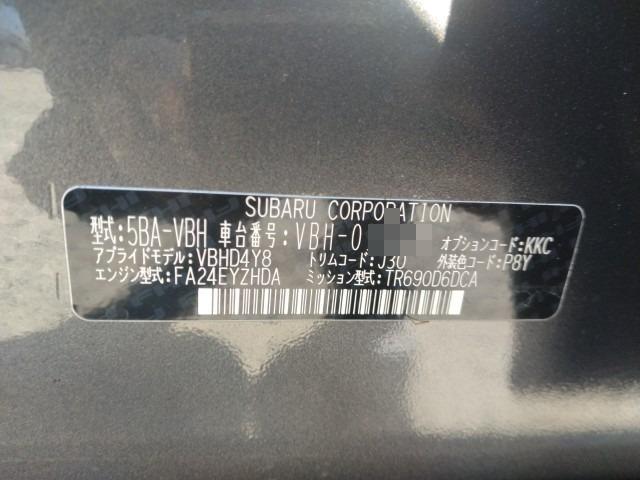 SUBARU CORPORATION
型式:5BA-VBH 車台番号:VBH-0
アプライドモデル:VBHD4Y8 トリムコード:J30 オプションコード:KKC
エンジン型式:FA24EYZHDA ミッション型式:TR690D6DCA 外装色コード:P8Y